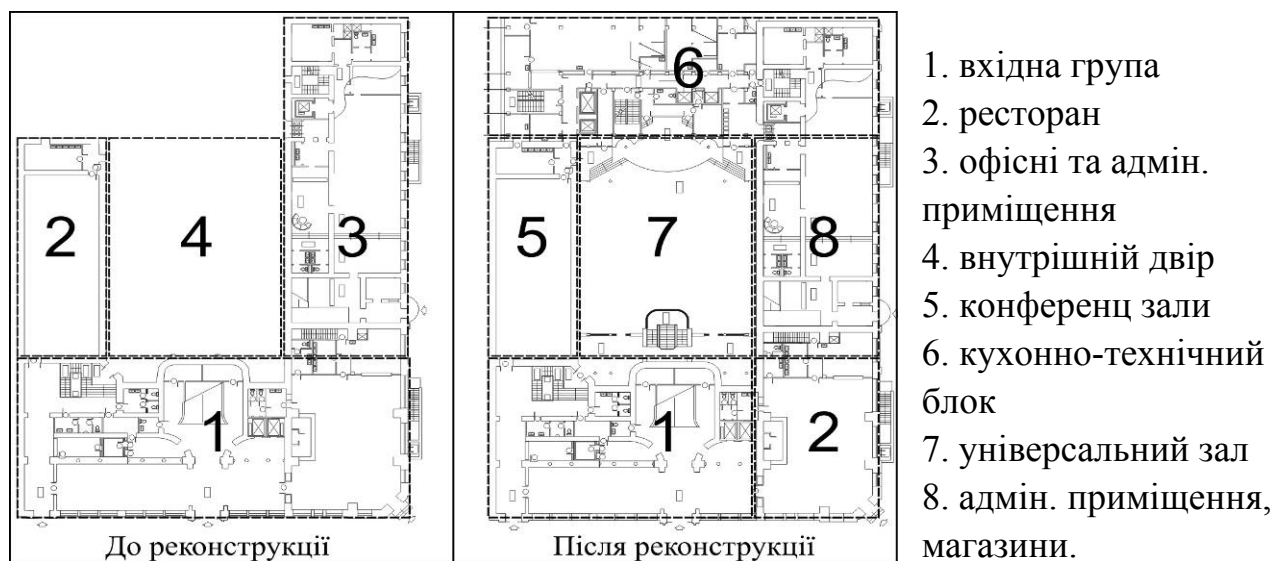 2
4
3
1
До реконструкції
6
5
7
8
1
2
Після реконструкції
1. вхідна група
2. ресторан
3. офісні та адмін.
приміщення
4. внутрішній двір
5. конференц зали
6. кухонно-технічний
блок
7. універсальний зал
8. адмін. приміщення,
магазини.